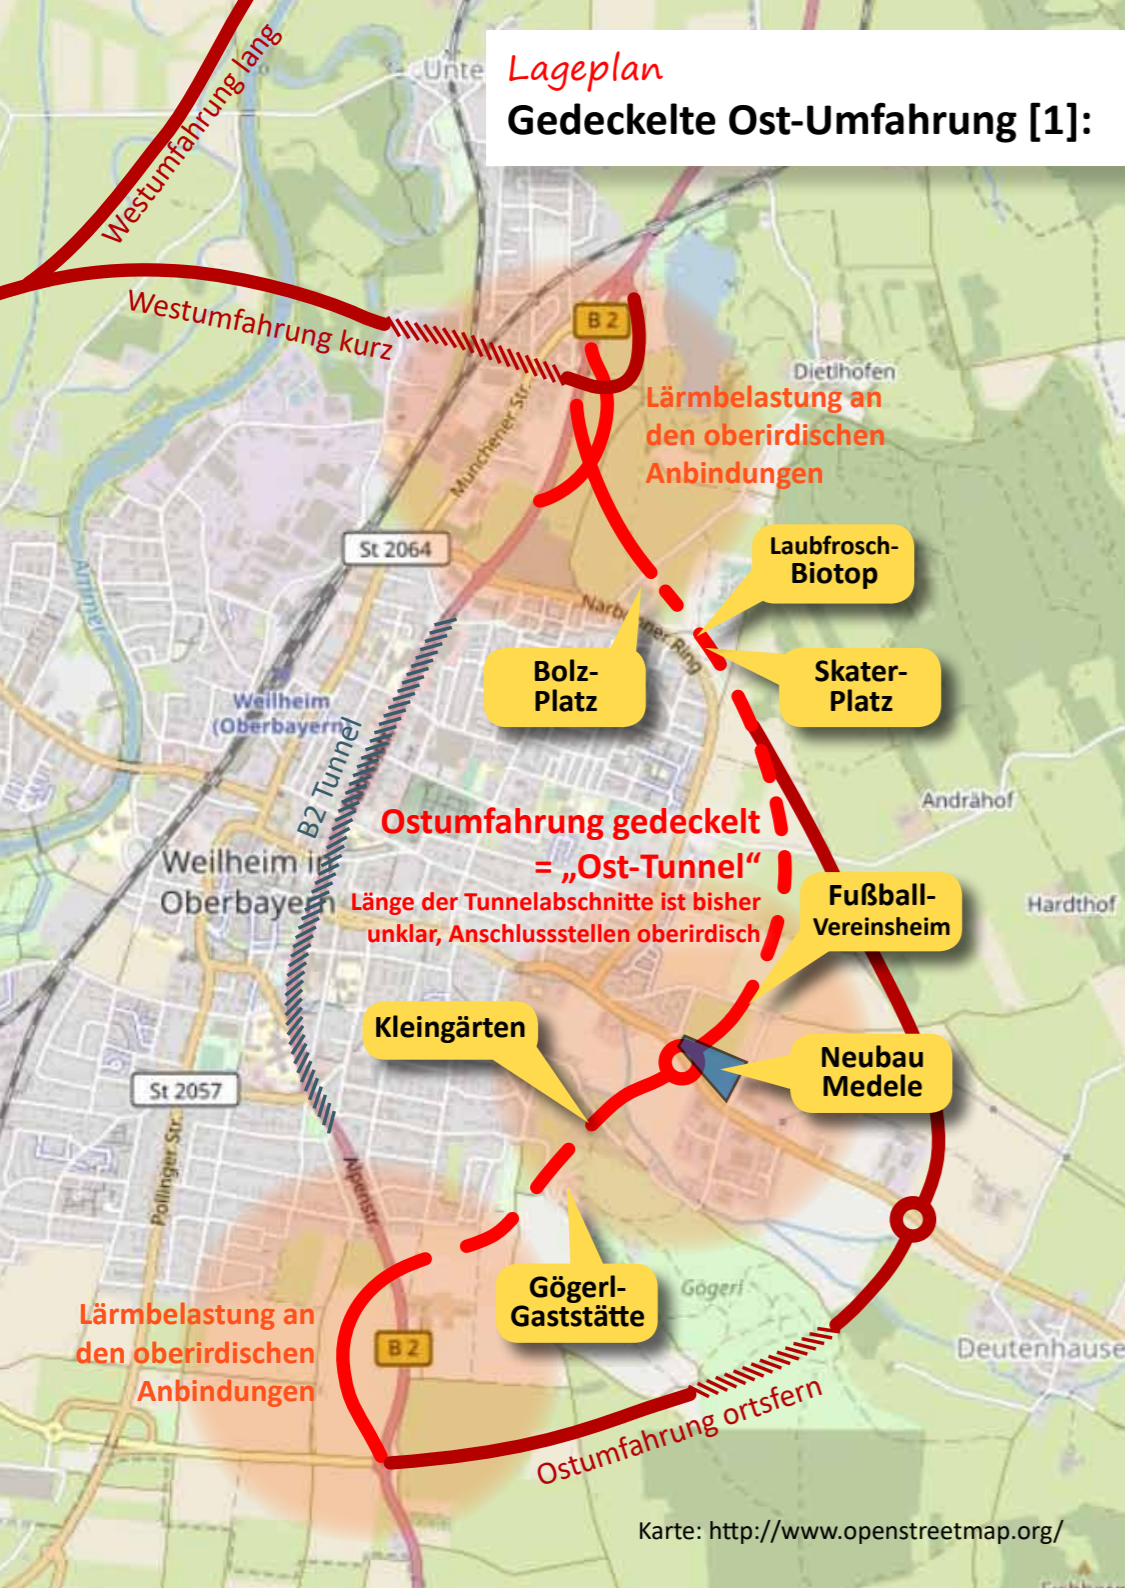 Lageplan
Gedeckelte Ost-Umfahrung [1]:
Westumfahrung lang
Unte
Westumfahrung kurz
B 2
Dietlhofen
Lärmbelastung an
den oberirdischen
Anbindungen
Münchener Str.
St 2064
Ammer
Laubfrosch-
Biotop
Narbonner Ring
Bolz-
Platz
Skater-
Platz
Weilheim
(Oberbayern)
B2 Tunnel
Andrähof
Ostumfahrung gedeckelt
= „Ost-Tunnel“
Länge der Tunnelabschnitte ist bisher
unklar, Anschlussstellen oberirdisch
Weilheim in
Oberbayern
Fußball-
Vereinsheim
Hardthof
Kleingärten
Neubau
Medele
St 2057
Pollinger Str.
Alpenstr.
Gögerl-
Gaststätte
Gögerl
Lärmbelastung an
den oberirdischen
Anbindungen
B 2
Deutenhause
Ostumfahrung ortsfern
Karte: http://www.openstreetmap.org/